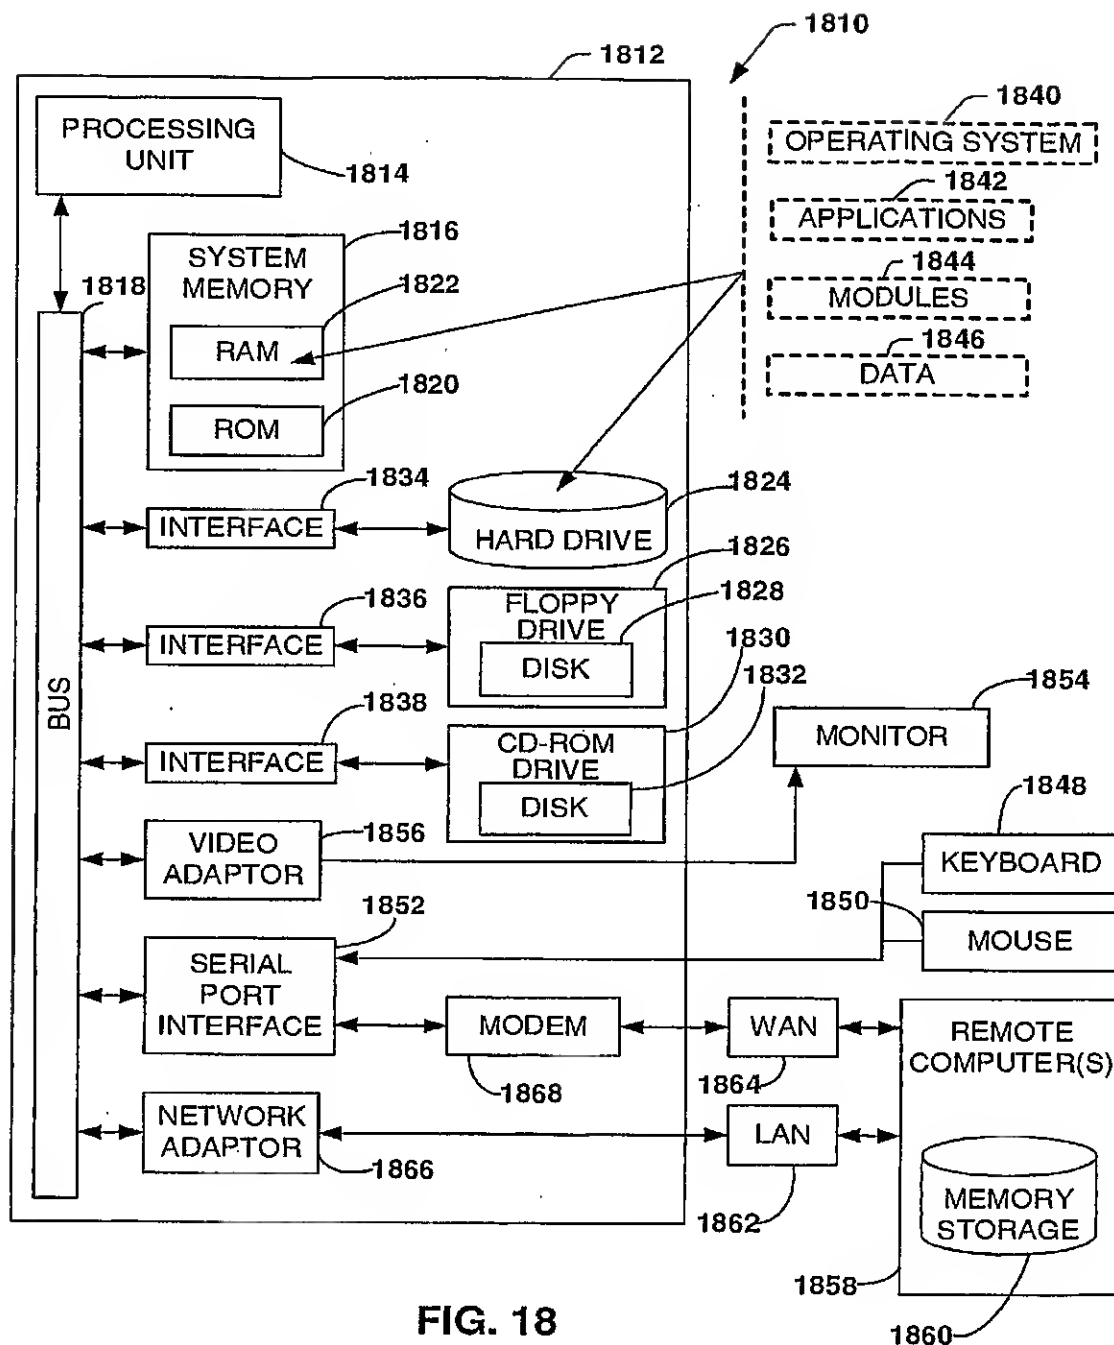 1810
1812
1840
PROCESSING
UNIT
1814
OPERATING SYSTEM
1842
APPLICATIONS
1816
SYSTEM
MEMORY
1818
1822
1844
MODULES
RAM
1846
DATA
1820
ROM
1834
1824
INTERFACE
HARD DRIVE
1826
1836
FLOPPY
DRIVE
1828
INTERFACE
DISK
1830
1832
BUS
1838
1854
CD-ROM
DRIVE
MONITOR
INTERFACE
DISK
1848
1856
VIDEO
ADAPTOR
KEYBOARD
1852
1850
MOUSE
SERIAL
PORT
INTERFACE
MODEM
WAN
REMOTE
COMPUTER(S)
1868
1864
NETWORK
ADAPTOR
LAN
1866
MEMORY
STORAGE
1862
1858
1860
FIG. 18